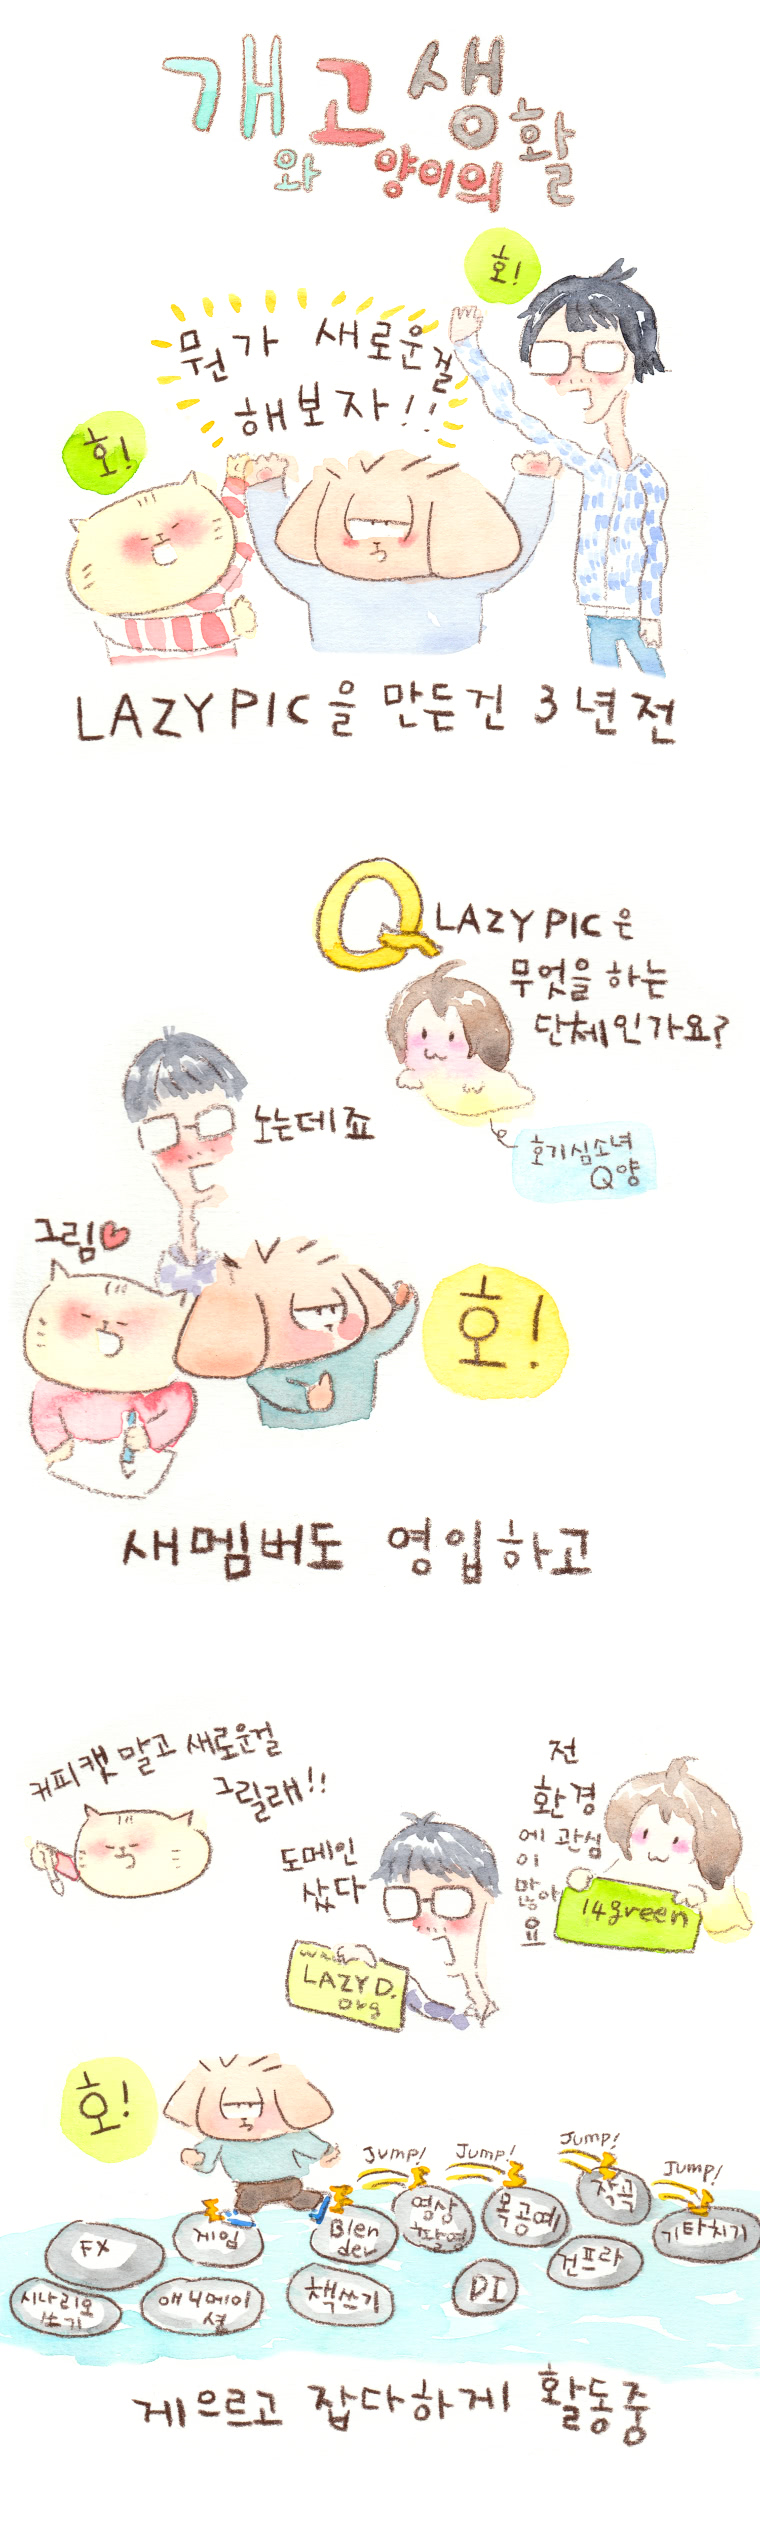 개고생활
와 양이의
호!
뭔가 새로운걸
해보자!!
호!
LAZY PIC을 만든건 3년전
Q LAZY PIC은
무엇을 하는
단체인가요?
노는데죠
호기심소녀
Q양
그림♥
호!
새멤버도 영입하고
커피캣 말고 새로운걸
그릴래!!
도메인
샀다
LAZY D.
org
전
환경
에 관심
이
많아
요
14green
호!
Jump!
Jump!
Jump!
Jump!
FX
게임
Blen
der
영상
촬영
목공예
작곡
기타치기
시나리오
쓰기
애니메이
션
책쓰기
DI
건프라
게으르고 잡다하게 활동중